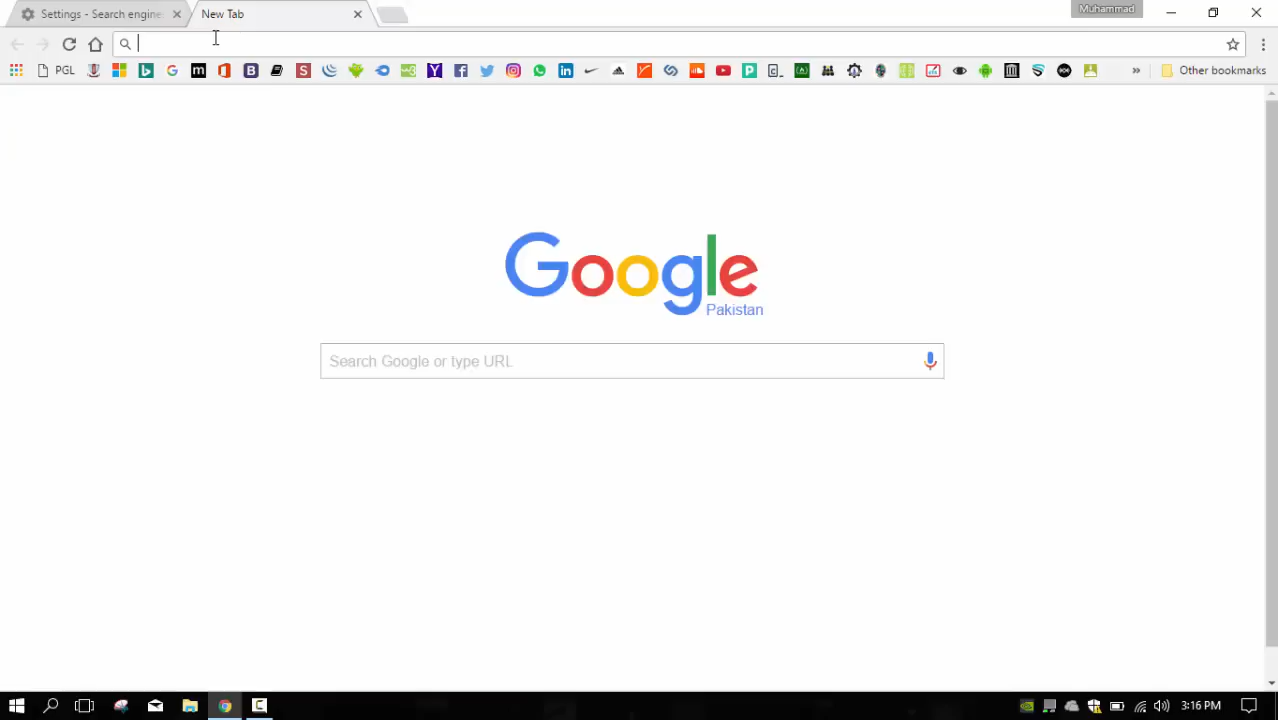 Settings - Search engine
New Tab
Muhammad
PGL
Other bookmarks
Google
Pakistan
Search Google or type URL
3:16 PM